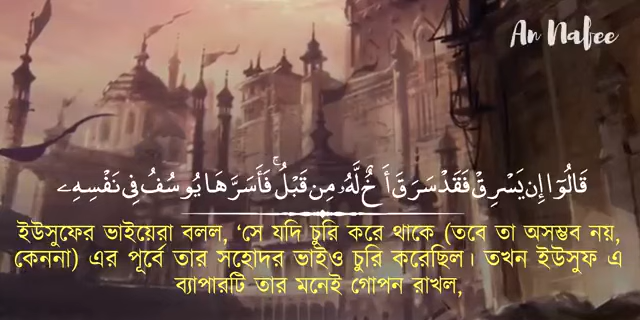 An Nafee
قَالُوٓا۟ إِن يَسْرِقْ فَقَدْ سَرَقَ أَخٌ لَّهُۥ مِن قَبْلُ ۚ فَأَسَرَّهَا يُوسُفُ فِى نَفْسِهِۦ
ইউসুফের ভাইয়েরা বলল, ‘সে যদি চুরি করে থাকে (তবে তা অসম্ভব নয়,
কেননা) এর পূর্বে তার সহোদর ভাইও চুরি করেছিল। তখন ইউসুফ এ
ব্যাপারটি তার মনেই গোপন রাখল,